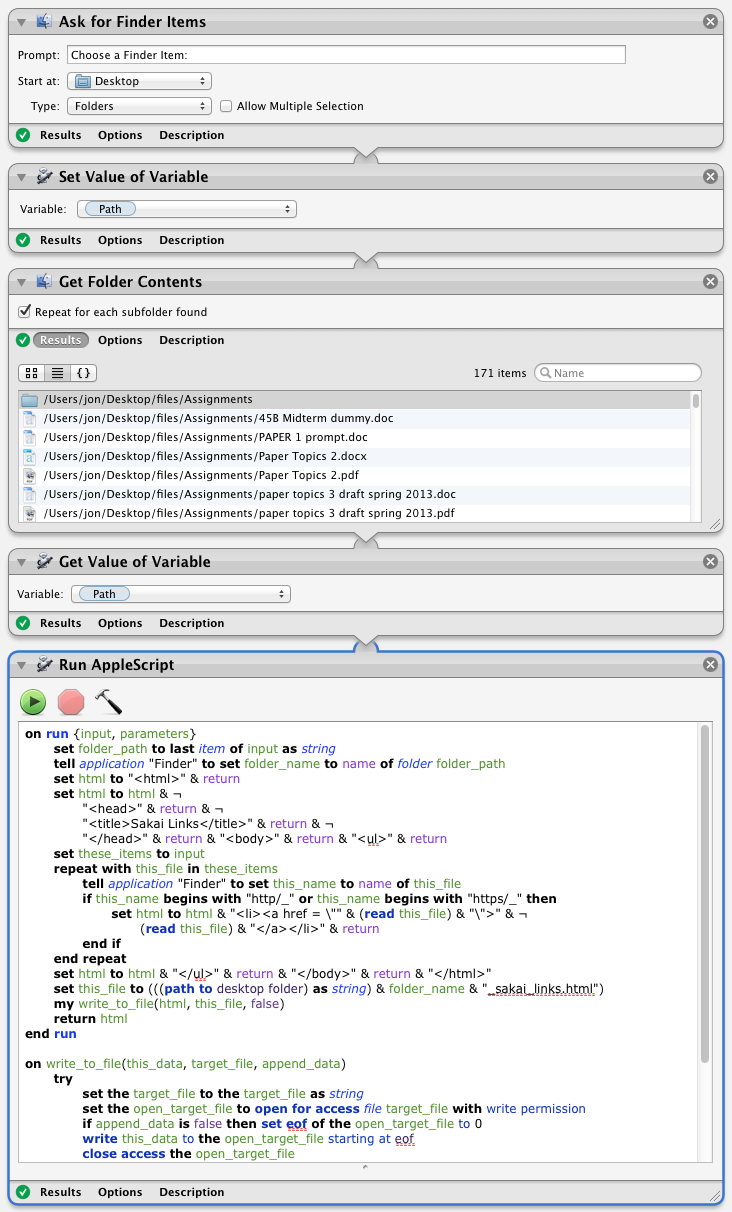 Ask for Finder Items
Prompt: Choose a Finder Item:
Start at: Desktop
Type: Folders Allow Multiple Selection
Results Options Description
Set Value of Variable
Variable: Path
Results Options Description
Get Folder Contents
Repeat for each subfolder found
Results Options Description
{} 171 items Name
/Users/jon/Desktop/files/Assignments
/Users/jon/Desktop/files/Assignments/45B Midterm dummy.doc
/Users/jon/Desktop/files/Assignments/PAPER 1 prompt.doc
/Users/jon/Desktop/files/Assignments/Paper Topics 2.docx
/Users/jon/Desktop/files/Assignments/Paper Topics 2.pdf
/Users/jon/Desktop/files/Assignments/paper topics 3 draft spring 2013.doc
/Users/jon/Desktop/files/Assignments/paper topics 3 draft spring 2013.pdf
Get Value of Variable
Variable: Path
Results Options Description
Run AppleScript
on run {input, parameters}
set folder_path to last item of input as string
tell application "Finder" to set folder_name to name of folder folder_path
set html to "<html>" & return
set html to html & ¬
"<head>" & return & ¬
"<title>Sakai Links</title>" & return & ¬
"</head>" & return & "<body>" & return & "<ul>" & return
set these_items to input
repeat with this_file in these_items
tell application "Finder" to set this_name to name of this_file
if this_name begins with "http/_" or this_name begins with "https/_" then
set html to html & "<li><a href = \"" & (read this_file) & "\">" & ¬
(read this_file) & "</a></li>" & return
end if
end repeat
set html to html & "</ul>" & return & "</body>" & return & "</html>"
set this_file to (((path to desktop folder) as string) & folder_name & "_sakai_links.html")
my write_to_file(html, this_file, false)
return html
end run
on write_to_file(this_data, target_file, append_data)
try
set the target_file to the target_file as string
set the open_target_file to open for access file target_file with write permission
if append_data is false then set eof of the open_target_file to 0
write this_data to the open_target_file starting at eof
close access the open_target_file
Results Options Description